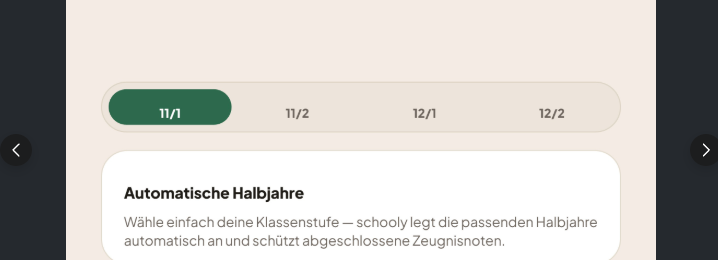 11/1 11/2 12/1 12/2
Automatische Halbjahre
Wähle einfach deine Klassenstufe — schooly legt die passenden Halbjahre
automatisch an und schützt abgeschlossene Zeugnisnoten.